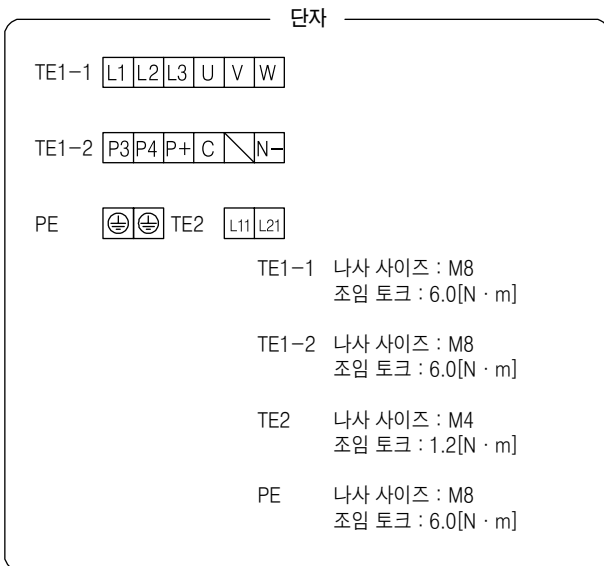 단자
TE1-1 L1 L2 L3 U V W
TE1-2 P3 P4 P+ C N-
PE TE2 L11 L21
TE1-1 나사 사이즈 : M8
조임 토크 : 6.0[N · m]
TE1-2 나사 사이즈 : M8
조임 토크 : 6.0[N · m]
TE2 나사 사이즈 : M4
조임 토크 : 1.2[N · m]
PE 나사 사이즈 : M8
조임 토크 : 6.0[N · m]